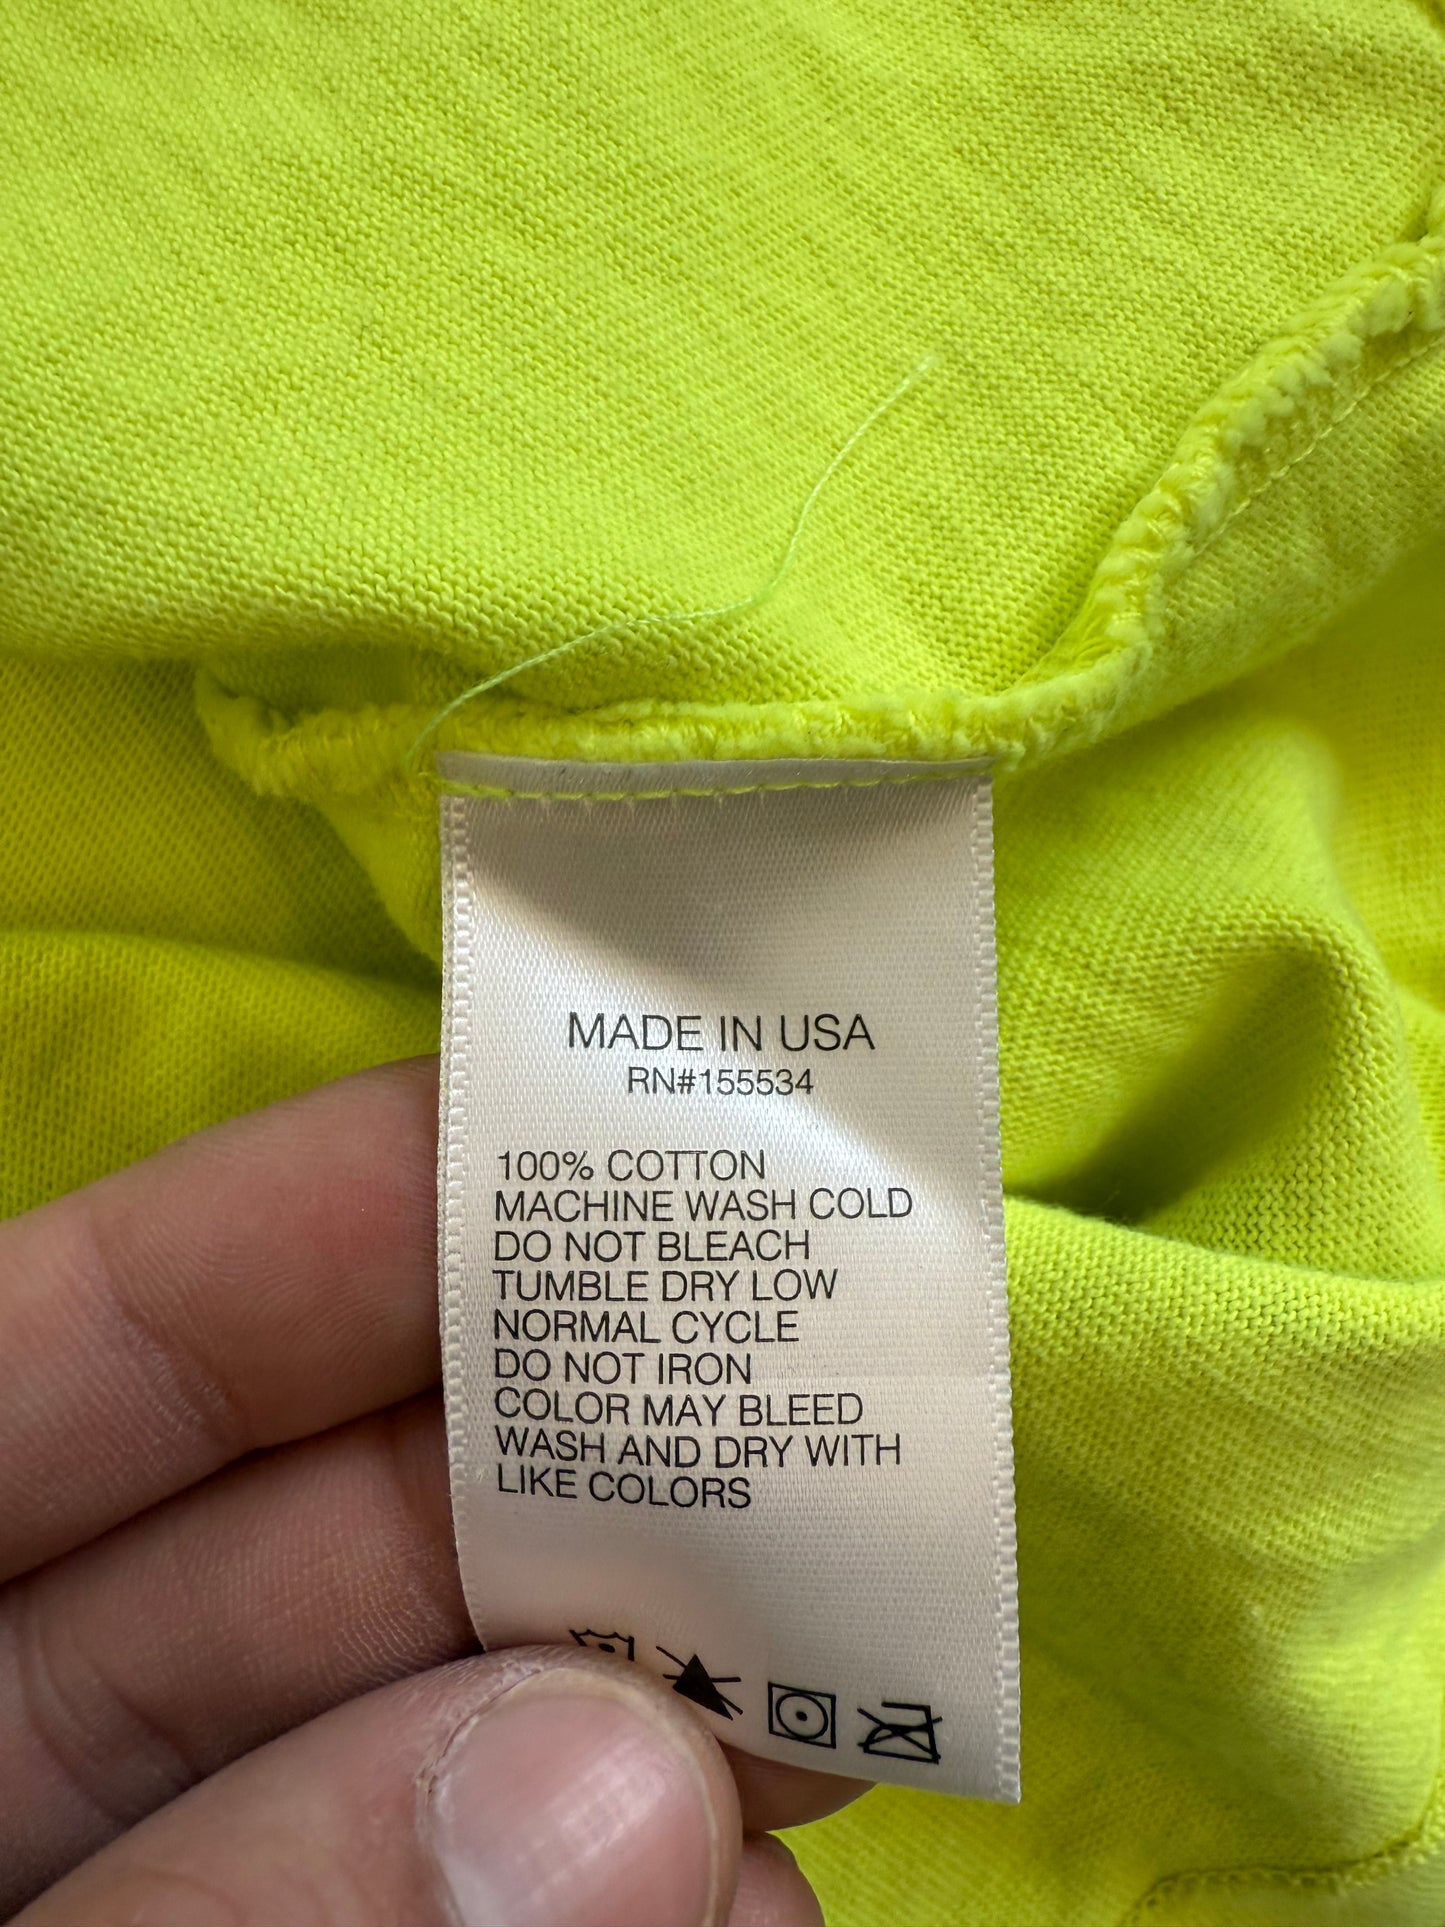 MADE IN USA
RN#155534
100% COTTON
MACHINE WASH COLD
DO NOT BLEACH
TUMBLE DRY LOW
NORMAL CYCLE
DO NOT IRON
COLOR MAY BLEED
WASH AND DRY WITH
LIKE COLORS